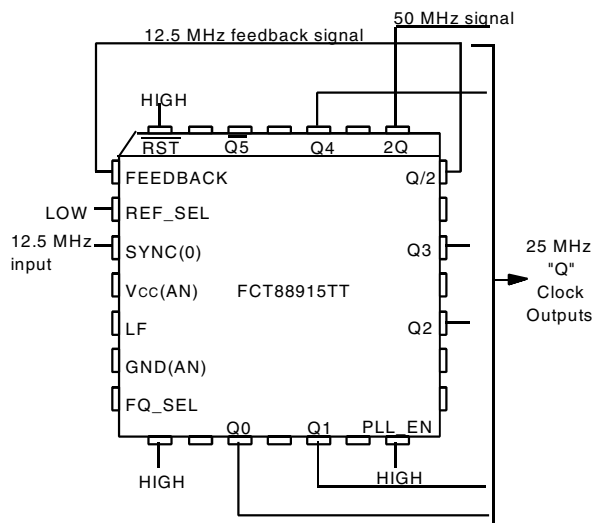 50 MHz signal
12.5 MHz feedback signal
HIGH
RST
Q5
Q4
2Q
FEEDBACK
Q/2
LOW
REF_SEL
12.5 MHz
input
SYNC(0)
Q3
25 MHz
"Q"
Clock
Outputs
VCC(AN)
FCT88915TT
LF
Q2
GND(AN)
FQ_SEL
Q0
Q1
PLL_EN
HIGH
HIGH